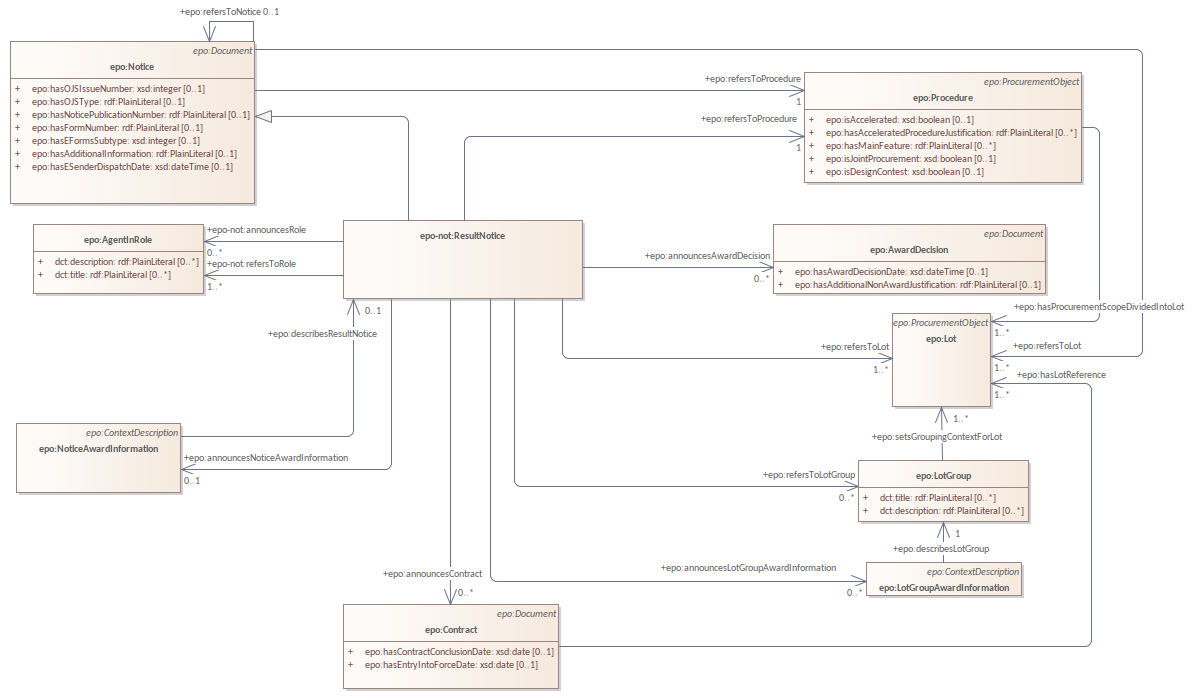 +epo:refersToNotice 0..1
epo:Document
epo:Notice
+ epo:hasOJSIssueNumber: xsd:integer [0..1]
+ epo:hasOJSType: rdf:PlainLiteral [0..1]
+ epo:hasNoticePublicationNumber: rdf:PlainLiteral [0..1]
+ epo:hasFormNumber: rdf:PlainLiteral [0..1]
+ epo:hasEFormsSubtype: xsd:integer [0..1]
+ epo:hasAdditionalInformation: rdf:PlainLiteral [0..1]
+ epo:hasESenderDispatchDate: xsd:dateTime [0..1]
+epo:refersToProcedure
1
+epo:refersToProcedure
1
epo:ProcurementObject
epo:Procedure
+ epo:isAccelerated: xsd:boolean [0..1]
+ epo:hasAcceleratedProcedureJustification: rdf:PlainLiteral [0..*]
+ epo:hasMainFeature: rdf:PlainLiteral [0..*]
+ epo:isJointProcurement: xsd:boolean [0..1]
+ epo:isDesignContest: xsd:boolean [0..1]
epo:AgentInRole
+ dct:description: rdf:PlainLiteral [0..*]
+ dct:title: rdf:PlainLiteral [0..*]
+epo-not:announcesRole
0..*
+epo-not:refersToRole
1..*
epo-not:ResultNotice
+epo:announcesAwardDecision
0..*
epo:Document
epo:AwardDecision
+ epo:hasAwardDecisionDate: xsd:dateTime [0..1]
+ epo:hasAdditionalNonAwardJustification: rdf:PlainLiteral [0..1]
0..1
+epo:describesResultNotice
+epo:hasProcurementScopeDividedIntoLot
1..*
epo:ProcurementObject
epo:Lot
+epo:refersToLot
1..*
+epo:refersToLot
1..*
+epo:hasLotReference
1..*
epo:ContextDescription
epo:NoticeAwardInformation
+epo:announcesNoticeAwardInformation
0..1
1..*
+epo:setsGroupingContextForLot
+epo:refersToLotGroup
0..*
epo:LotGroup
+ dct:title: rdf:PlainLiteral [0..*]
+ dct:description: rdf:PlainLiteral [0..*]
1
+epo:describesLotGroup
+epo:announcesContract
0..*
+epo:announcesLotGroupAwardInformation
0..*
epo:ContextDescription
epo:LotGroupAwardInformation
epo:Document
epo:Contract
+ epo:hasContractConclusionDate: xsd:date [0..1]
+ epo:hasEntryIntoForceDate: xsd:date [0..1]